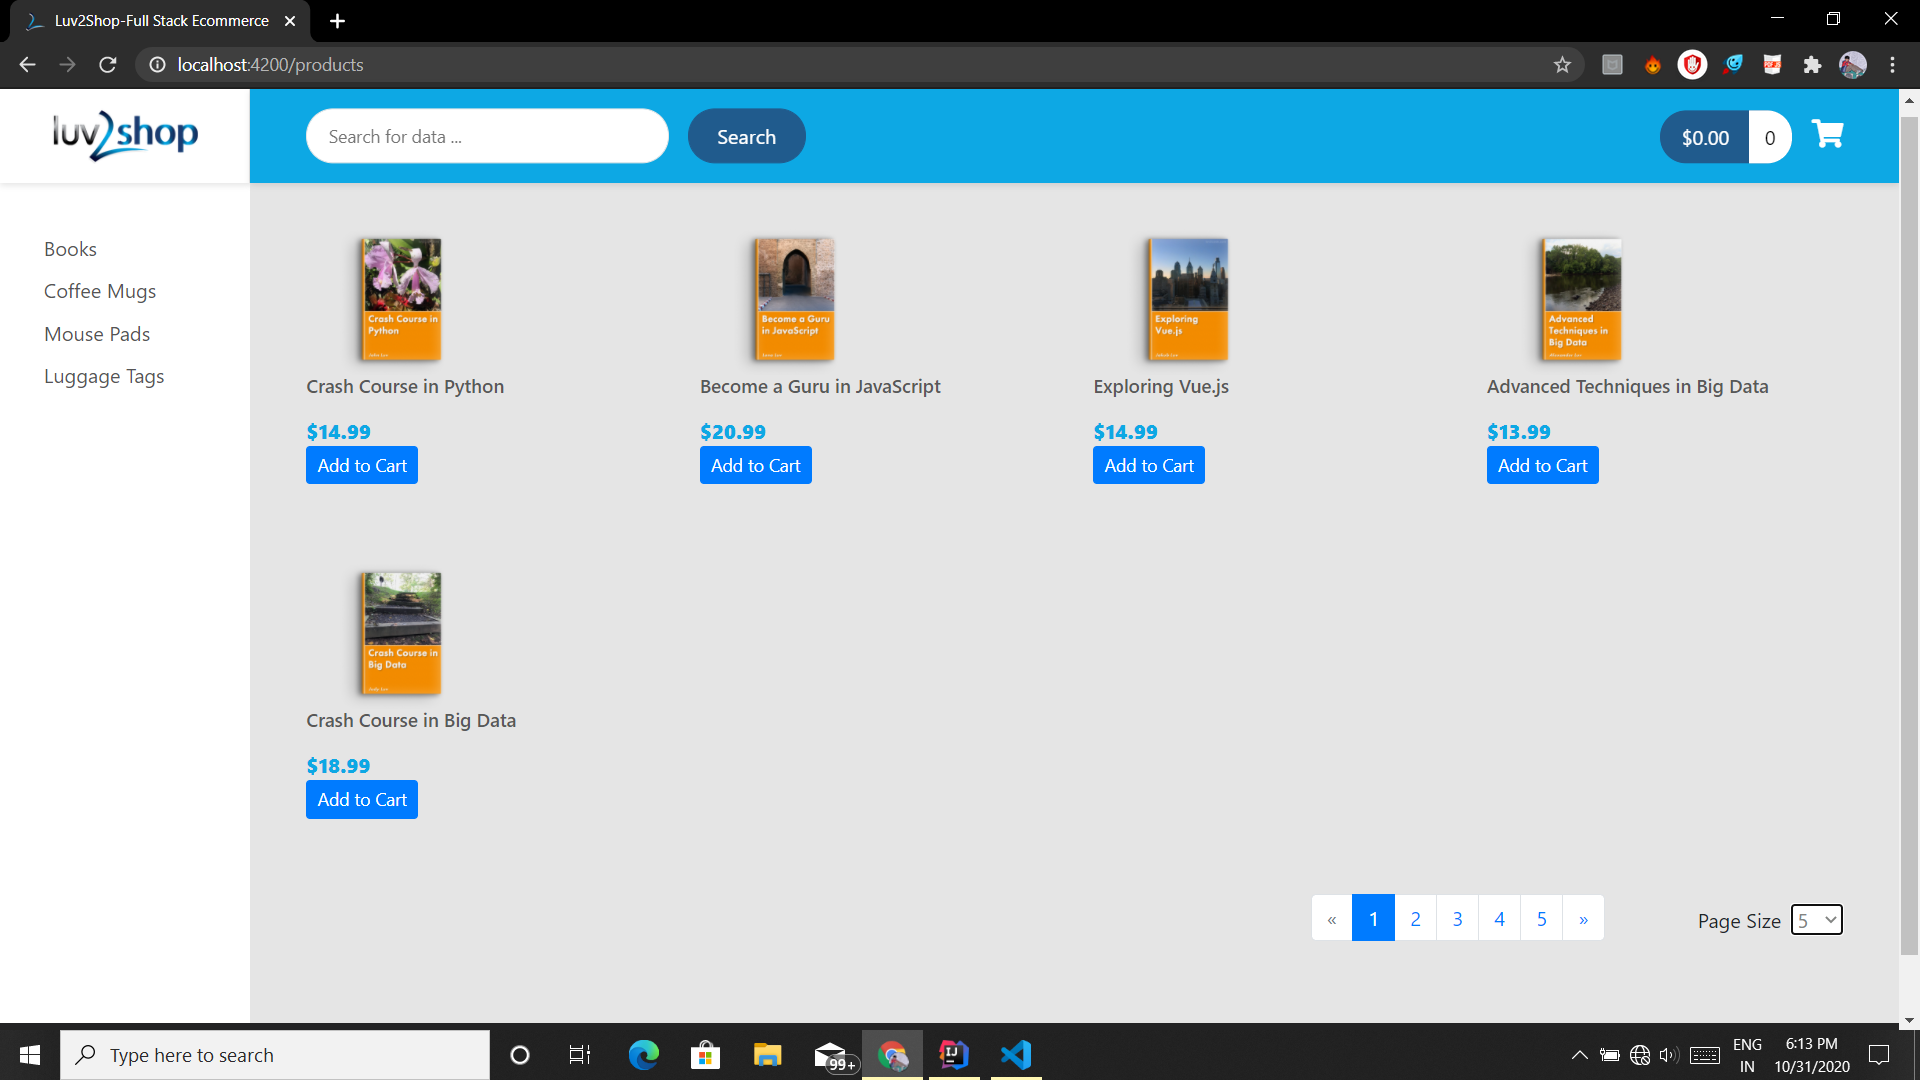 Luv2Shop-Full Stack Ecommerce
localhost:4200/products
luv2shop
Search for data ...
Search
$0.00
0
Books
Coffee Mugs
Mouse Pads
Luggage Tags
Crash Course in
Python
Become a Guru
in JavaScript
Exploring
Vue.js
Advanced
Techniques in
Big Data
Crash Course in Python
Become a Guru in JavaScript
Exploring Vue.js
Advanced Techniques in Big Data
$14.99
$20.99
$14.99
$13.99
Add to Cart
Add to Cart
Add to Cart
Add to Cart
Crash Course in
Big Data
Crash Course in Big Data
$18.99
Add to Cart
« 1 2 3 4 5 »
Page Size 5
Type here to search
99+
ENG
IN
6:13 PM
10/31/2020